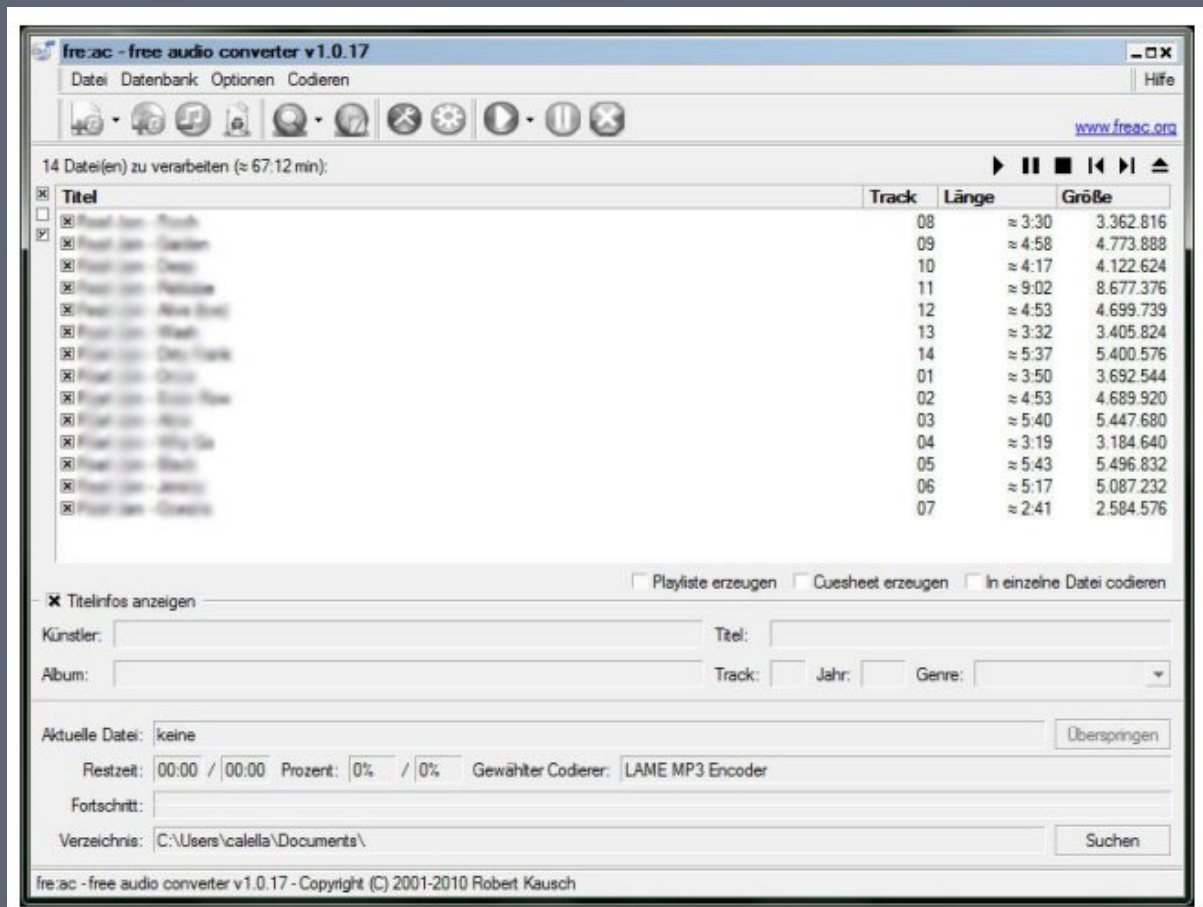 fre:ac - free audio converter v1.0.17
Datei Datenbank Optionen Codieren Hilfe
www.freac.org
14 Datei(en) zu verarbeiten (≈ 67:12 min):
Titel Track Länge Größe
08 ≈ 3:30 3.362.816
09 ≈ 4:58 4.773.888
10 ≈ 4:17 4.122.624
11 ≈ 9:02 8.677.376
12 ≈ 4:53 4.699.739
13 ≈ 3:32 3.405.824
14 ≈ 5:37 5.400.576
01 ≈ 3:50 3.692.544
02 ≈ 4:53 4.689.920
03 ≈ 5:40 5.447.680
04 ≈ 3:19 3.184.640
05 ≈ 5:43 5.496.832
06 ≈ 5:17 5.087.232
07 ≈ 2:41 2.584.576
Playliste erzeugen Cuesheet erzeugen In einzelne Datei codieren
Titelinfos anzeigen
Künstler: Titel:
Album: Track: Jahr: Genre:
Aktuelle Datei: keine Überspringen
Restzeit: 00:00 / 00:00 Prozent: 0% / 0% Gewählter Codierer: LAME MP3 Encoder
Fortschritt:
Verzeichnis: C:\Users\calella\Documents\ Suchen
fre:ac - free audio converter v1.0.17 - Copyright (C) 2001-2010 Robert Kausch